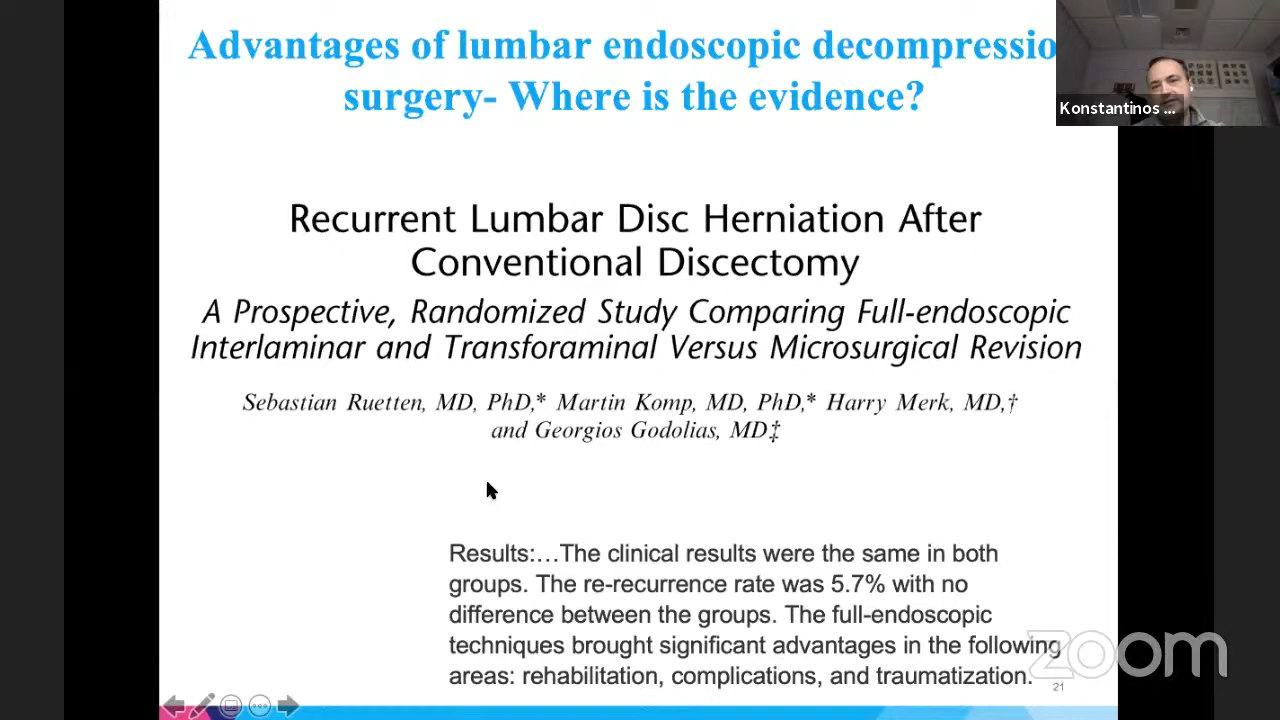 Advantages of lumbar endoscopic decompressio
surgery- Where is the evidence?
Konstantinos ...
Recurrent Lumbar Disc Herniation After
Conventional Discectomy
A Prospective, Randomized Study Comparing Full-endoscopic
Interlaminar and Transforaminal Versus Microsurgical Revision
Sebastian Ruetten, MD, PhD,* Martin Komp, MD, PhD,* Harry Merk, MD,†
and Georgios Godolias, MD‡
Results:…The clinical results were the same in both
groups. The re-recurrence rate was 5.7% with no
difference between the groups. The full-endoscopic
techniques brought significant advantages in the following
areas: rehabilitation, complications, and traumatization.
zoom
21